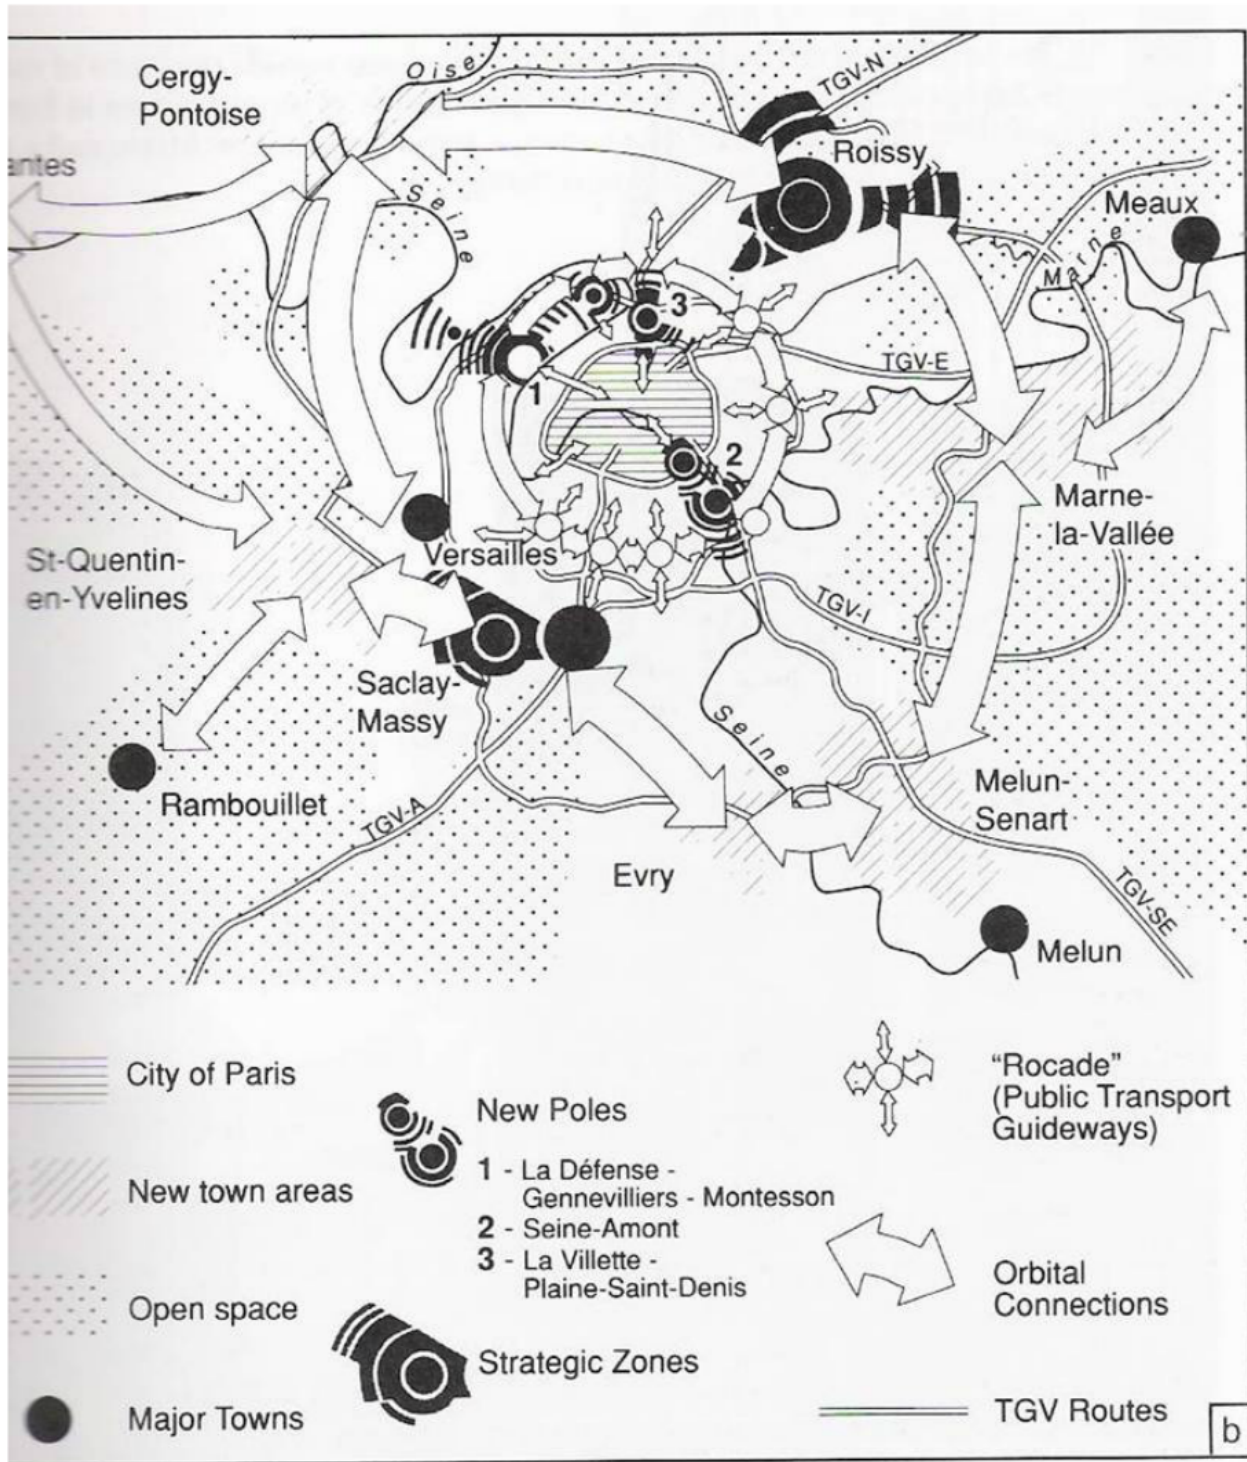 Cergy-
Pontoise
Oise
TGV-N
antes
Roissy
Seine
Meaux
Marne
3
TGV-E
1
2
Marne-
la-Vallée
Versailles
St-Quentin-
en-Yvelines
TGV-I
Saclay-
Massy
Seine
Rambouillet
TGV-A
Melun-
Senart
Evry
TGV-SE
Melun
City of Paris
New town areas
Open space
Major Towns
New Poles
1 - La Défense -
Gennevilliers - Montesson
2 - Seine-Amont
3 - La Villette -
Plaine-Saint-Denis
Strategic Zones
“Rocade”
(Public Transport
Guideways)
Orbital
Connections
TGV Routes
b